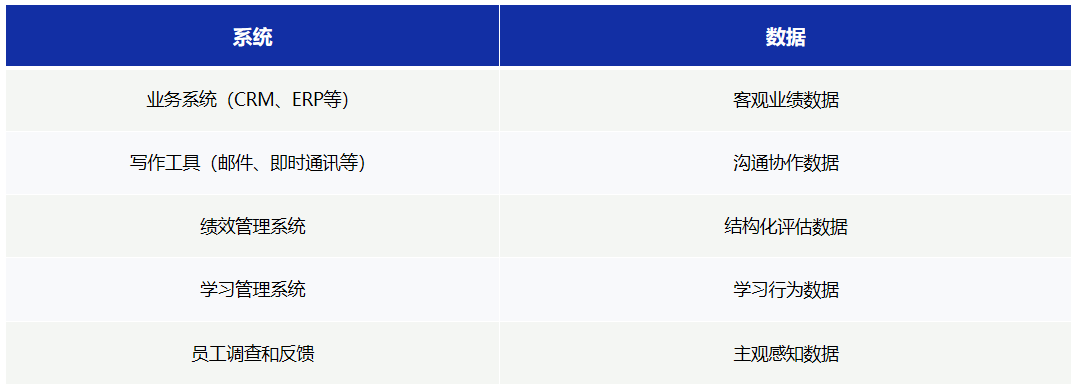 系统 数据
业务系统（CRM、ERP等） 客观业绩数据
写作工具（邮件、即时通讯等） 沟通协作数据
绩效管理系统 结构化评估数据
学习管理系统 学习行为数据
员工调查和反馈 主观感知数据